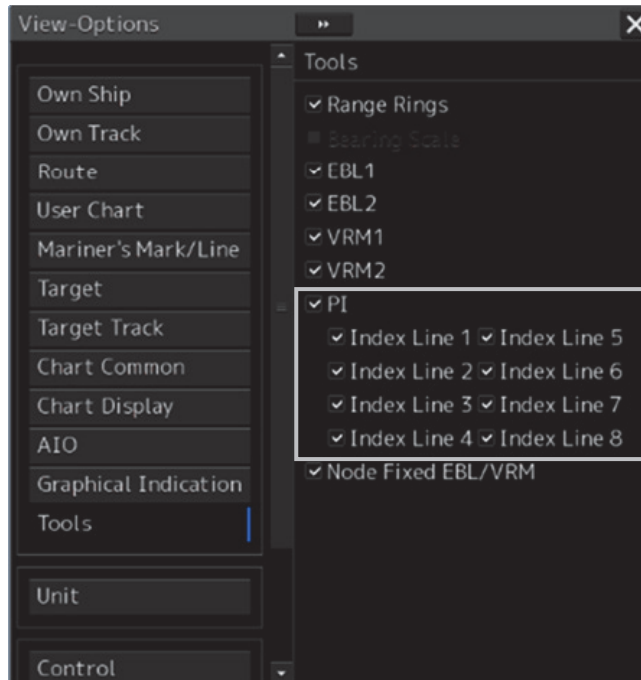 View-Options
Own Ship
Own Track
Route
User Chart
Mariner's Mark/Line
Target
Target Track
Chart Common
Chart Display
AIO
Graphical Indication
Tools
Unit
Control
Tools
Range Rings
Bearing Scale
EBL1
EBL2
VRM1
VRM2
PI
Index Line 1 Index Line 5
Index Line 2 Index Line 6
Index Line 3 Index Line 7
Index Line 4 Index Line 8
Node Fixed EBL/VRM